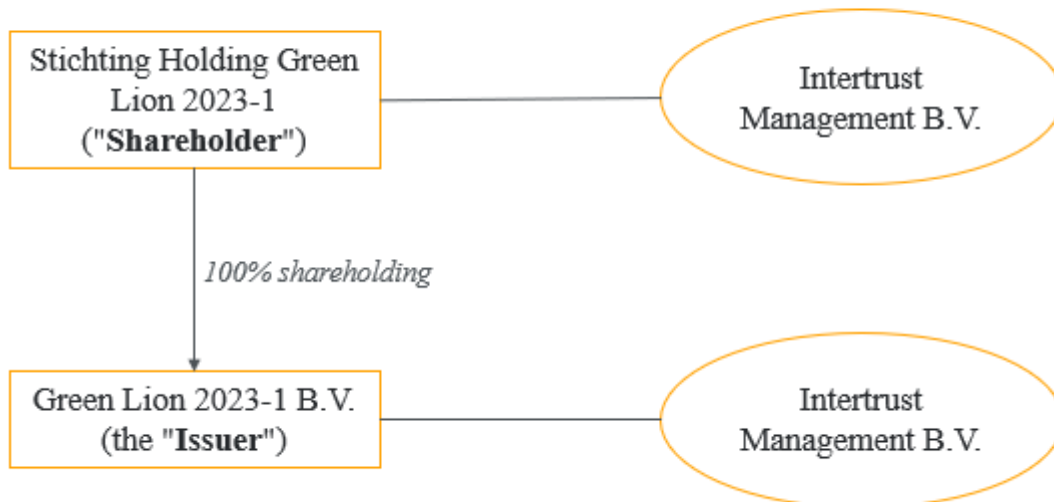 Stichting Holding Green
Lion 2023-1
("Shareholder")
Intertrust
Management B.V.
100% shareholding
Green Lion 2023-1 B.V.
(the "Issuer")
Intertrust
Management B.V.